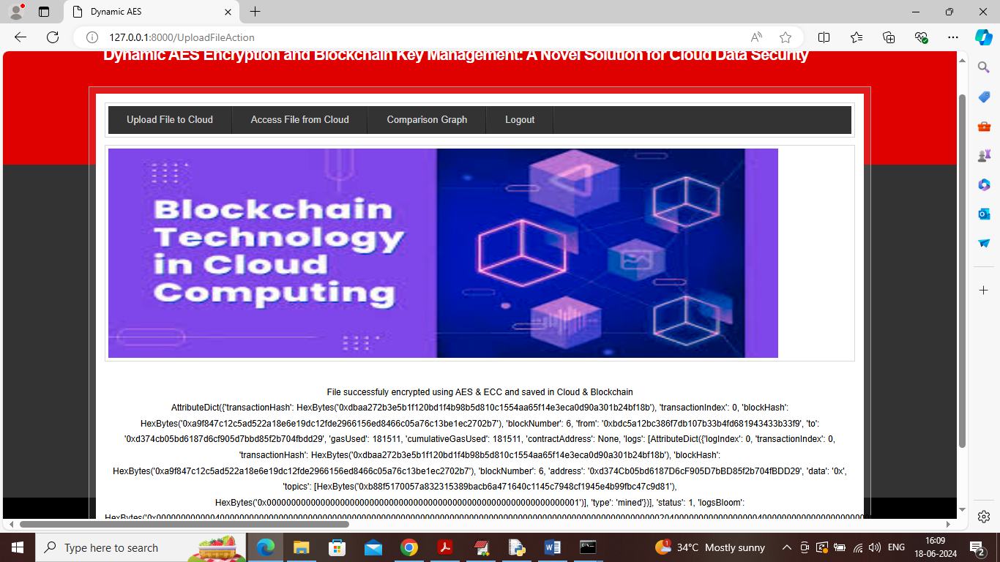 Dynamic AES
127.0.0.1:8000/UploadFileAction
Dynamic AES Encryption and Blockchain Key Management: A Novel Solution for Cloud Data Security
Upload File to Cloud Access File from Cloud Comparison Graph Logout
Blockchain
Technology
in Cloud
Computing
File successfuly encrypted using AES & ECC and saved in Cloud & Blockchain
AttributeDict({'transactionHash': HexBytes('0xdbaa272b3e5b1f120bd1f4b98b5d810c1554aa65f14e3eca0d90a301b24bf18b'), 'transactionIndex': 0, 'blockHash':
HexBytes('0xa9f847c12c5ad522a18e6e19dc12fde2966156ed8466c05a76c13be1ec2702b7'), 'blockNumber': 6, 'from': '0xbdc5a12bc386f7db107b33b4fd681943433b33f9', 'to':
'0xd374cb05bd6187d6cf905d7bbd85f2b704fbdd29', 'gasUsed': 181511, 'cumulativeGasUsed': 181511, 'contractAddress': None, 'logs': [AttributeDict({'logIndex': 0, 'transactionIndex': 0,
'transactionHash': HexBytes('0xdbaa272b3e5b1f120bd1f4b98b5d810c1554aa65f14e3eca0d90a301b24bf18b'), 'blockHash':
HexBytes('0xa9f847c12c5ad522a18e6e19dc12fde2966156ed8466c05a76c13be1ec2702b7'), 'blockNumber': 6, 'address': '0xd374Cb05bd6187D6cF905D7bBD85f2b704fBDD29', 'data': '0x',
'topics': [HexBytes('0xb88f5170057a832315389bacb6a471640c1145c7948cf1945e4b99fbc47c9d81'),
HexBytes('0x0000000000000000000000000000000000000000000000000000000000000001')], 'type': 'mined'})], 'status': 1, 'logsBloom':
Type here to search
34°C Mostly sunny
ENG
16:09
18-06-2024
2